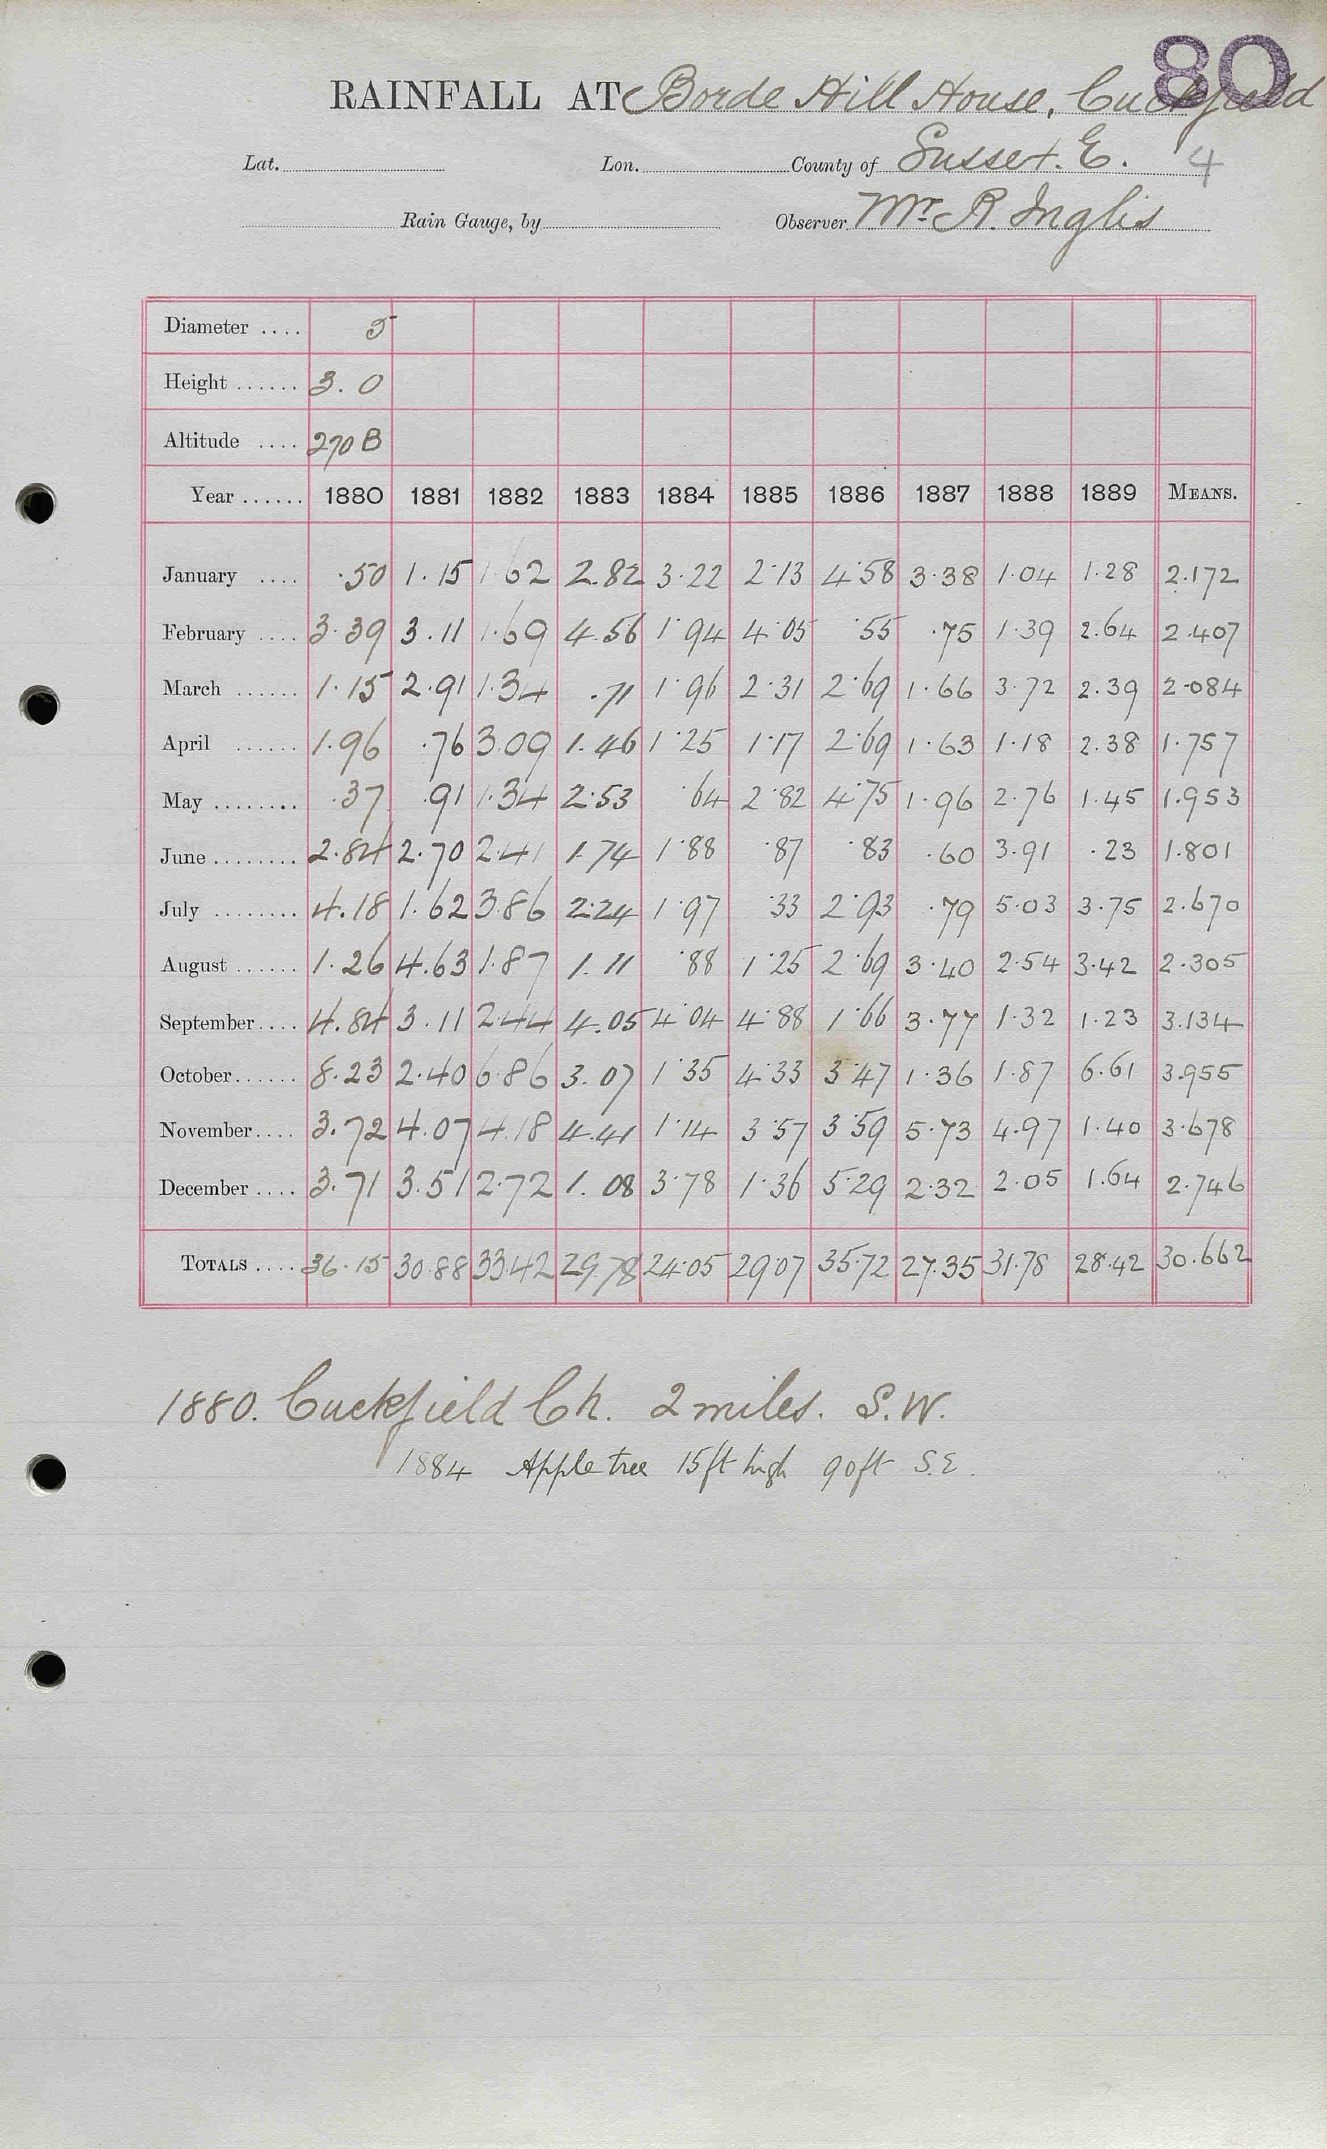 80
RAINFALL AT Borde Hill House, Cuckfield
Lat. Lon. County of Sussex. E. 4
Rain Gauge, by Observer Mr. R. Inglis
Diameter .... 5
Height ...... 3.0
Altitude .... 270 B
Year ...... 1880 1881 1882 1883 1884 1885 1886 1887 1888 1889 MEANS.
January .... .50 1.15 1.62 2.82 3.22 2.13 4.58 3.38 1.04 1.28 2.172
February .... 3.39 3.11 1.69 4.56 1.94 4.05 .55 .75 1.39 2.64 2.407
March ...... 1.15 2.91 1.34 .71 1.96 2.31 2.69 1.66 3.72 2.39 2.084
April ...... 1.96 .76 3.09 1.46 1.25 1.17 2.69 1.63 1.18 2.38 1.757
May ........ .37 .91 1.34 2.53 .64 2.82 4.75 1.96 2.76 1.45 1.953
June ........ 2.84 2.70 2.41 1.74 1.88 .87 .83 .60 3.91 .23 1.801
July ........ 4.18 1.62 3.86 2.24 1.97 .33 2.93 .79 5.03 3.75 2.670
August ...... 1.26 4.63 1.87 1.11 .88 1.25 2.69 3.40 2.54 3.42 2.305
September .... 4.84 3.11 2.44 4.05 4.04 4.88 1.66 3.77 1.32 1.23 3.134
October ...... 8.23 2.40 6.86 3.07 1.35 4.33 3.47 1.36 1.87 6.61 3.955
November .... 3.72 4.07 4.18 4.41 1.14 3.57 3.59 5.73 4.97 1.40 3.678
December .... 3.71 3.51 2.72 1.08 3.78 1.36 5.29 2.32 2.05 1.64 2.746
TOTALS .... 36.15 30.88 33.42 29.78 24.05 29.07 35.72 27.35 31.78 28.42 30.662
1880. Cuckfield Ch. 2 miles. S.W.
1884 Apple tree 15ft high 90ft S.E.